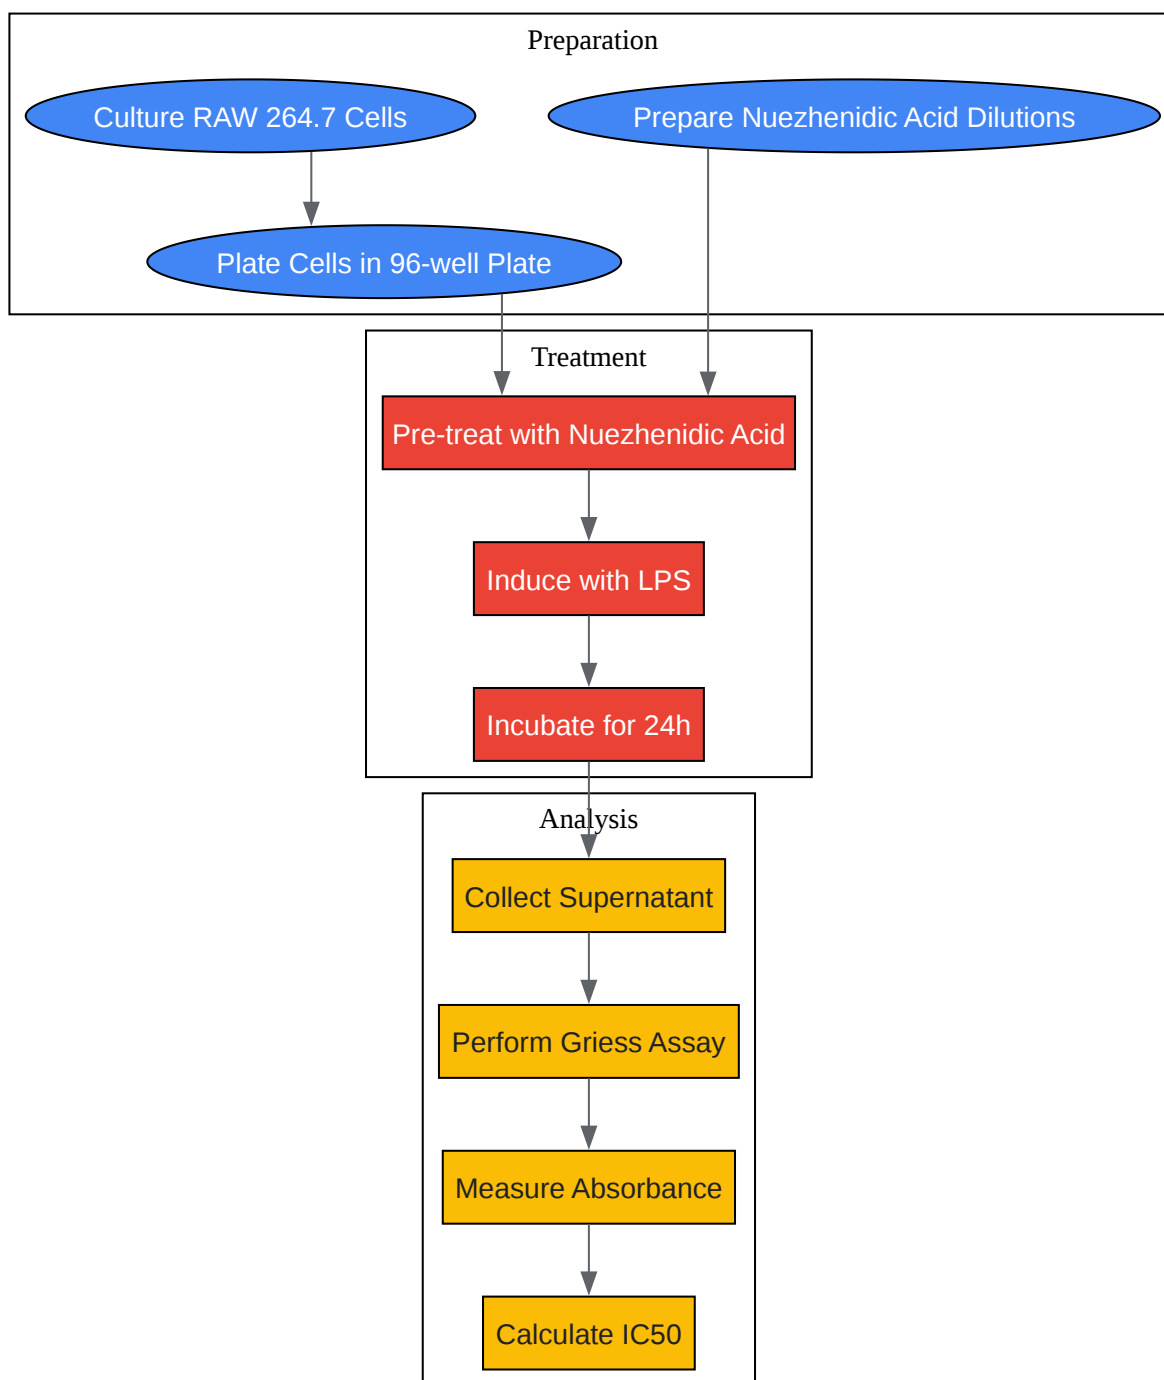 Preparation
Culture RAW 264.7 Cells
Prepare Nuezhenidic Acid Dilutions
Plate Cells in 96-well Plate
Treatment
Pre-treat with Nuezhenidic Acid
Induce with LPS
Incubate for 24h
Analysis
Collect Supernatant
Perform Griess Assay
Measure Absorbance
Calculate IC50